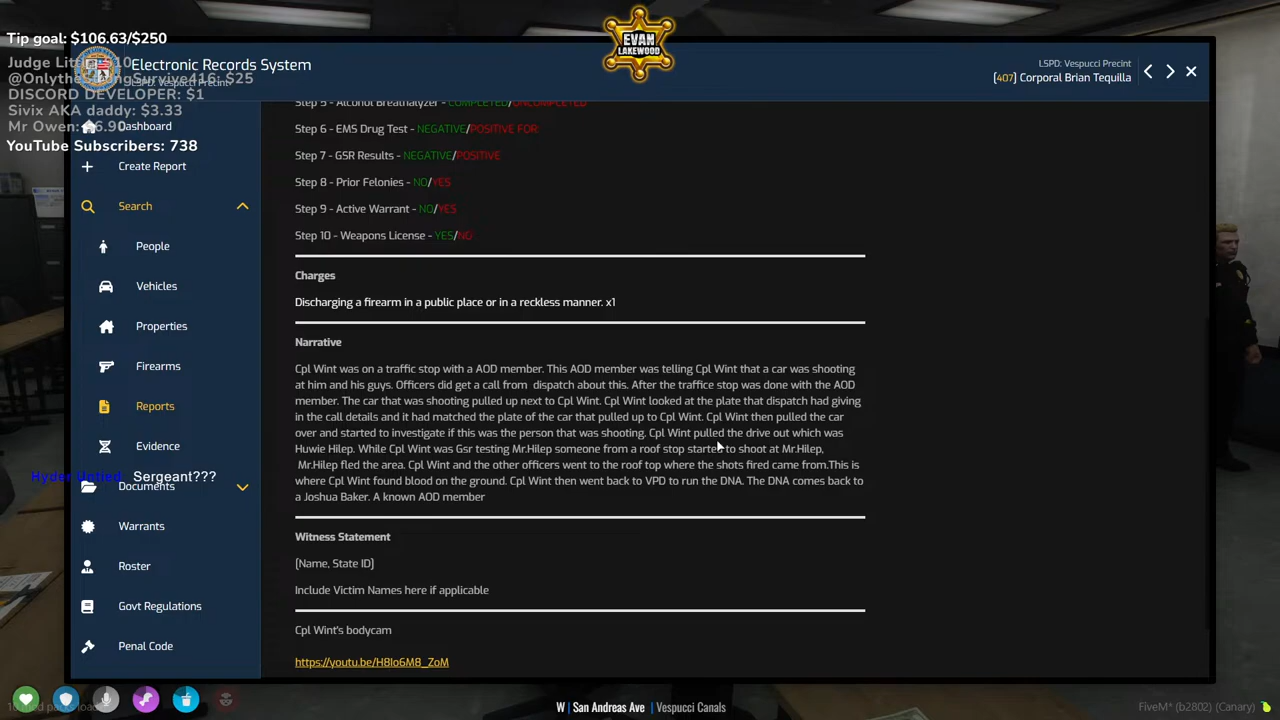 Tip goal: $106.63/$250
EVAN
LAKEWOOD
Electronic Records System
LSPD: Vespucci Precint
[407] Corporal Brian Tequilla
DISCORD DEVELOPER: $1
Sivix AKA daddy: $3.33
Mr Owen:
YouTube Subscribers: 738
Dashboard
Create Report
Search
People
Vehicles
Properties
Firearms
Reports
Evidence
Hyder Untied Sergeant???
Documents
Warrants
Roster
Govt Regulations
Penal Code
Step 5 - Alcohol Breathalyzer - COMPLETED/UNCOMPLETED
Step 6 - EMS Drug Test - NEGATIVE/POSITIVE FOR:
Step 7 - GSR Results - NEGATIVE/POSITIVE
Step 8 - Prior Felonies - NO/YES
Step 9 - Active Warrant - NO/YES
Step 10 - Weapons License - YES/NO
Charges
Discharging a firearm in a public place or in a reckless manner. x1
Narrative
Cpl Wint was on a traffic stop with a AOD member. This AOD member was telling Cpl Wint that a car was shooting
at him and his guys. Officers did get a call from dispatch about this. After the traffice stop was done with the AOD
member. The car that was shooting pulled up next to Cpl Wint. Cpl Wint looked at the plate that dispatch had giving
in the call details and it had matched the plate of the car that pulled up to Cpl Wint. Cpl Wint then pulled the car
over and started to investigate if this was the person that was shooting. Cpl Wint pulled the drive out which was
Huwie Hilep. While Cpl Wint was Gsr testing Mr.Hilep someone from a roof stop started to shoot at Mr.Hilep,
Mr.Hilep fled the area. Cpl Wint and the other officers went to the roof top where the shots fired came from.This is
where Cpl Wint found blood on the ground. Cpl Wint then went back to VPD to run the DNA. The DNA comes back to
a Joshua Baker. A known AOD member
Witness Statement
[Name, State ID]
Include Victim Names here if applicable
Cpl Wint's bodycam
https://youtu.be/H8Io6M8_ZoM
W | San Andreas Ave | Vespucci Canals
FiveM* (b2802) (Canary)